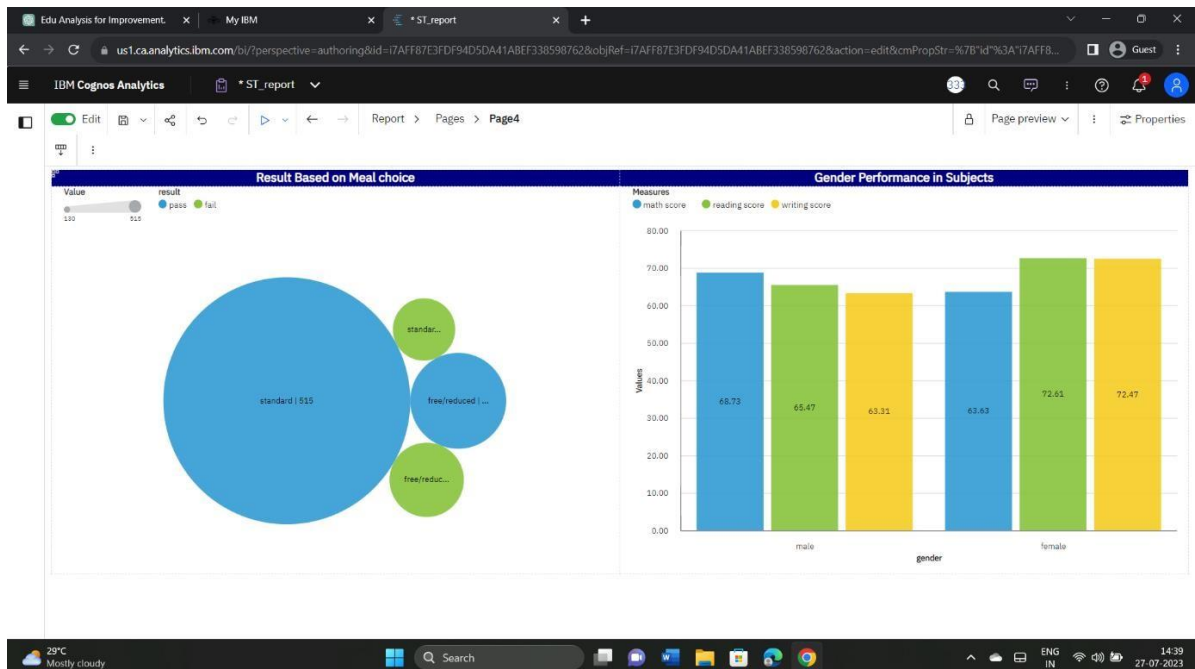 Edu Analysis for Improvement.
My IBM
* ST_report
us1.ca.analytics.ibm.com/bi/?perspective=authoring&id=i7AFF87E3FDF94D5DA41ABEF338598762&objRef=i7AFF87E3FDF94D5DA41ABEF338598762&action=edit&cmPropStr=%7B"id"%3A"i7AFF8...
Guest
IBM Cognos Analytics
* ST_report
1
Edit
Report > Pages > Page4
Page preview
Properties
Result Based on Meal choice
Value
result
pass fail
130 515
standard | 515
standar...
free/reduced | ...
free/reduc...
Gender Performance in Subjects
Measures
math score reading score writing score
80.00
70.00
60.00
50.00
40.00
30.00
20.00
10.00
0.00
Values
68.73 65.47 63.31 63.63 72.61 72.47
male female
gender
29°C
Mostly cloudy
Search
ENG
IN
14:39
27-07-2023